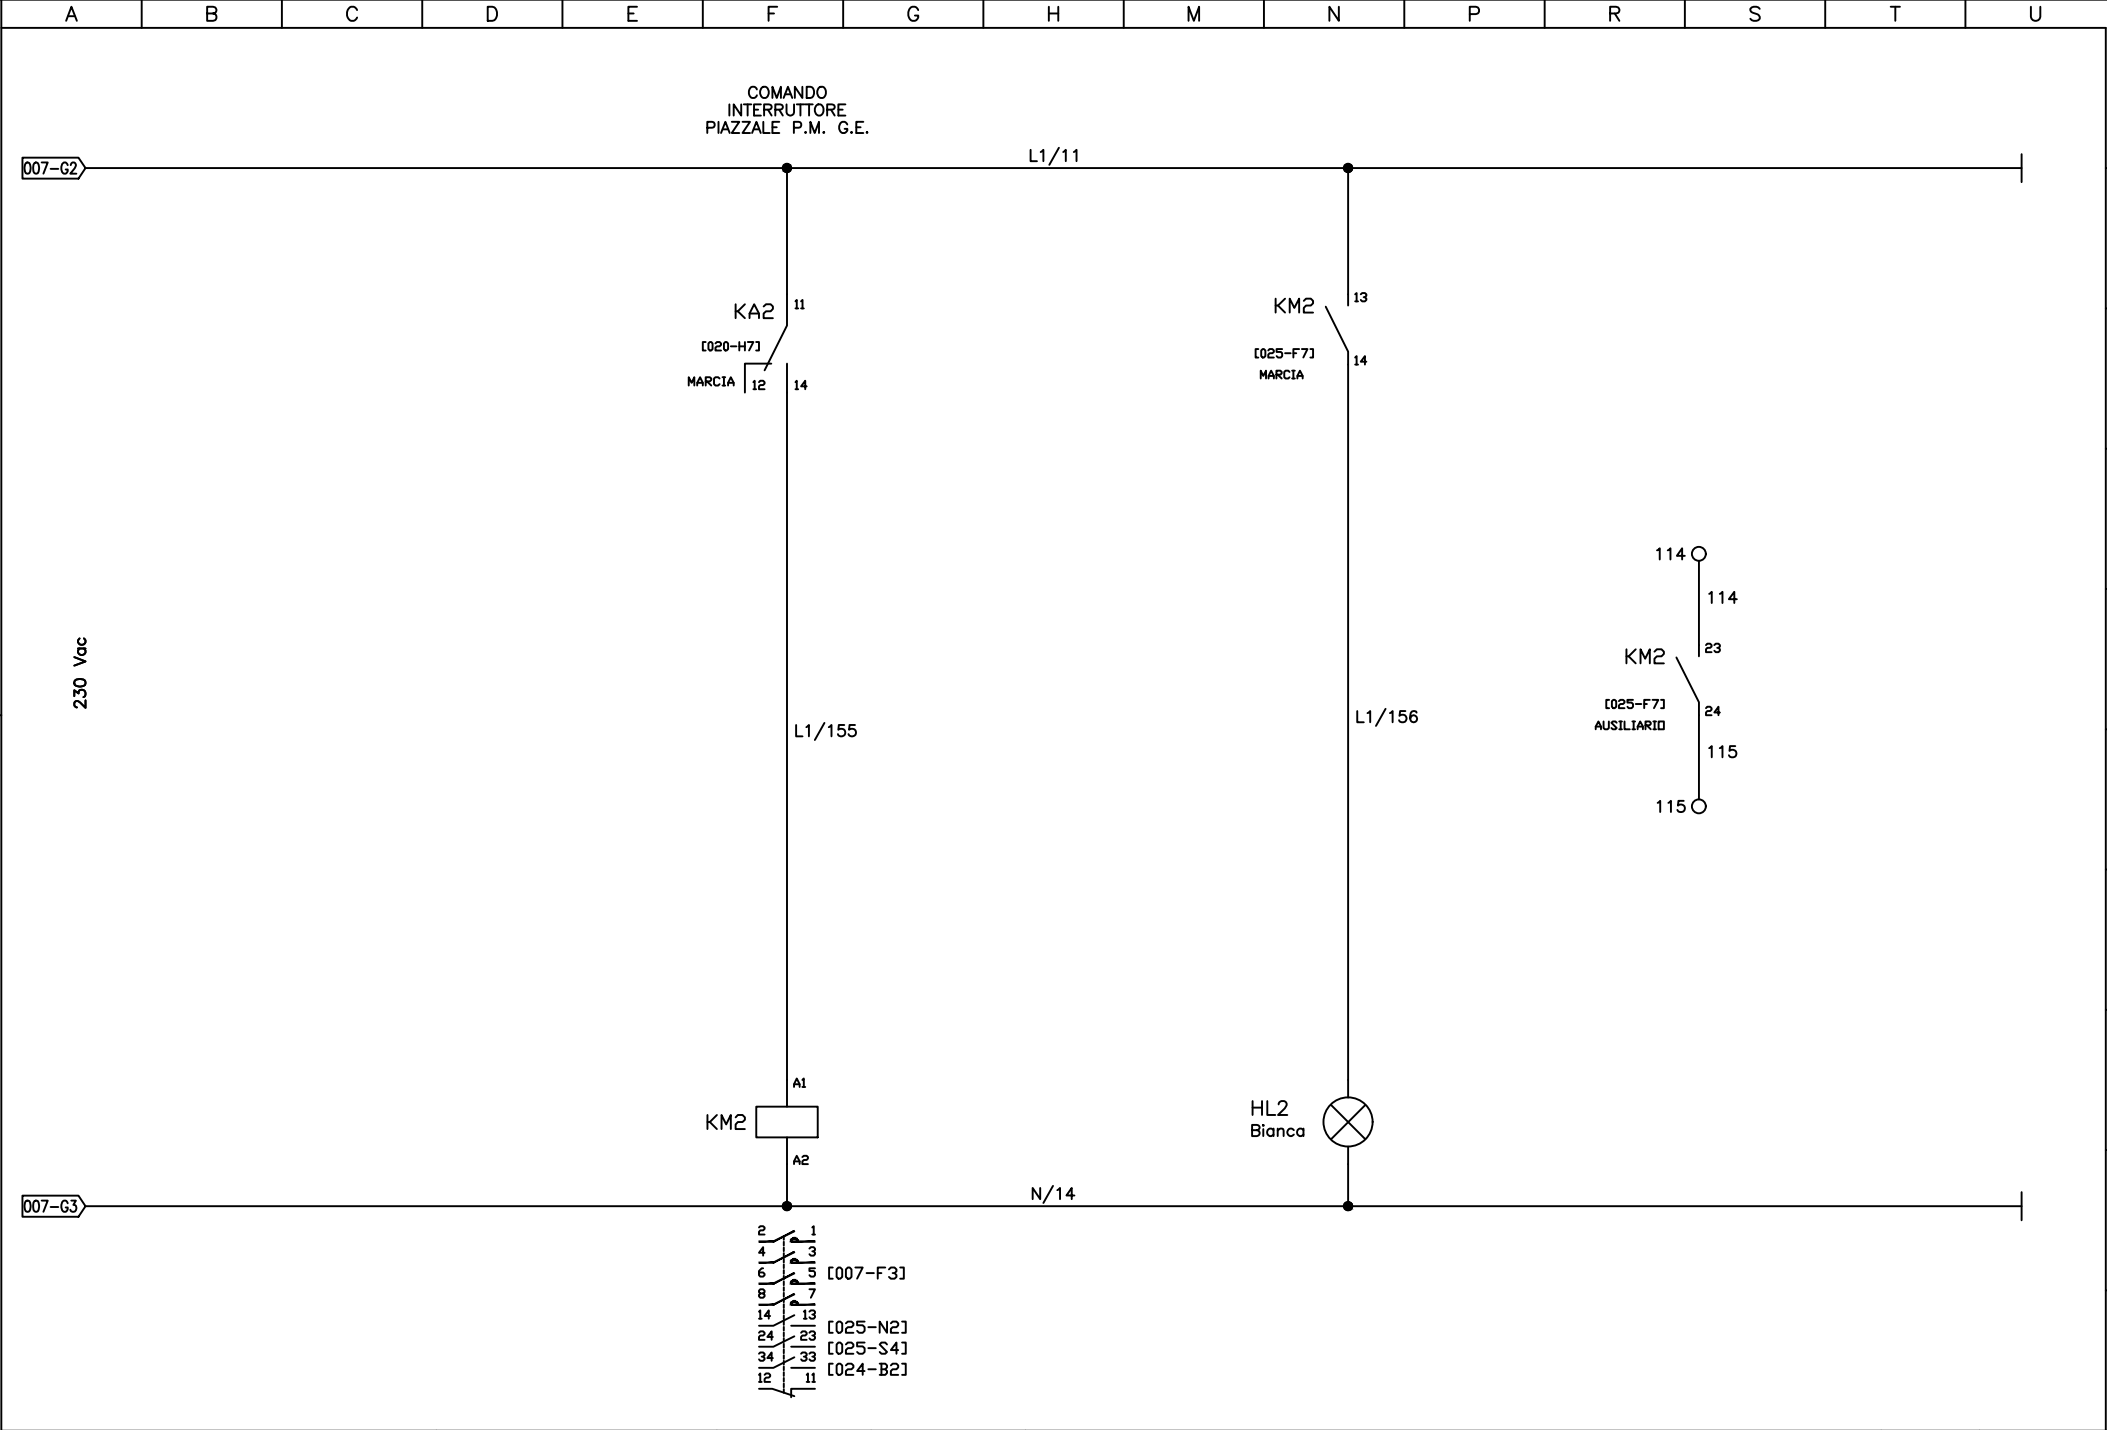 A B C D E F G H M N P R S T U
COMANDO
INTERRUTTORE
PIAZZALE P.M. G.E.
L1/11
007-G2
KA2
11
[020-H7]
MARCIA
12
14
KM2
13
[025-F7]
14
MARCIA
114
114
23
KM2
[025-F7]
24
AUSILIARIO
115
115
230 Vac
L1/155
L1/156
A1
KM2
A2
HL2
Bianca
N/14
007-G3
2 1
4 3
6 5 [007-F3]
8 7
14 13 [025-N2]
24 23 [025-S4]
34 33 [024-B2]
12 11